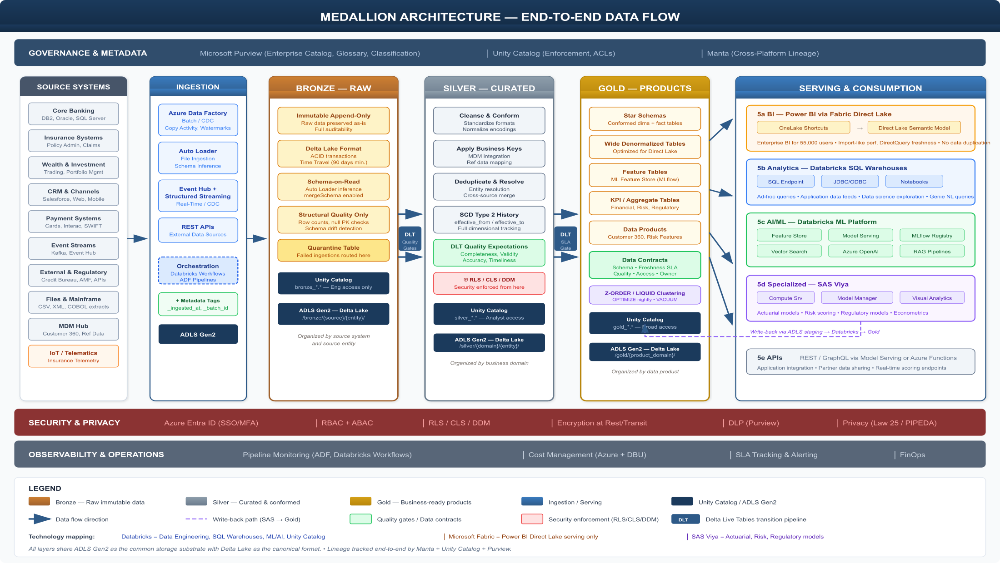 MEDALLION ARCHITECTURE — END-TO-END DATA FLOW
GOVERNANCE & METADATA
Microsoft Purview (Enterprise Catalog, Glossary, Classification)
| Unity Catalog (Enforcement, ACLs)
| Manta (Cross-Platform Lineage)
SOURCE SYSTEMS
Core Banking
DB2, Oracle, SQL Server
Insurance Systems
Policy Admin, Claims
Wealth & Investment
Trading, Portfolio Mgmt
CRM & Channels
Salesforce, Web, Mobile
Payment Systems
Cards, Interac, SWIFT
Event Streams
Kafka, Event Hub
External & Regulatory
Credit Bureau, AMF, APIs
Files & Mainframe
CSV, XML, COBOL extracts
MDM Hub
Customer 360, Ref Data
IoT / Telematics
Insurance Telemetry
INGESTION
Azure Data Factory
Batch / CDC
Copy Activity, Watermarks
Auto Loader
File Ingestion
Schema Inference
Event Hub +
Structured Streaming
Real-Time / CDC
REST APIs
External Data Sources
Orchestration
Databricks Workflows
ADF Pipelines
+ Metadata Tags
_ingested_at, _batch_id
ADLS Gen2
BRONZE — RAW
Immutable Append-Only
Raw data preserved as-is
Full auditability
Delta Lake Format
ACID transactions
Time Travel (90 days min.)
Schema-on-Read
Auto Loader inference
mergeSchema enabled
Structural Quality Only
Row counts, null PK checks
Schema drift detection
Quarantine Table
Failed ingestions routed here
Unity Catalog
bronze_*.* — Eng access only
ADLS Gen2 — Delta Lake
/bronze/{source}/{entity}/
Organized by source system
and source entity
DLT
Quality
Gates
SILVER — CURATED
Cleanse & Conform
Standardize formats
Normalize encodings
Apply Business Keys
MDM integration
Ref data mapping
Deduplicate & Resolve
Entity resolution
Cross-source merge
SCD Type 2 History
effective_from / effective_to
Full dimensional tracking
DLT Quality Expectations
Completeness, Validity
Accuracy, Timeliness
⛨ RLS / CLS / DDM
Security enforced from here
Unity Catalog
silver_*.* — Analyst access
ADLS Gen2 — Delta Lake
/silver/{domain}/{entity}/
Organized by business domain
DLT
SLA
Gate
GOLD — PRODUCTS
Star Schemas
Conformed dims + fact tables
Wide Denormalized Tables
Optimized for Direct Lake
Feature Tables
ML Feature Store (MLflow)
KPI / Aggregate Tables
Financial, Risk, Regulatory
Data Products
Customer 360, Risk Features
Data Contracts
Schema • Freshness SLA
Quality • Access • Owner
Z-ORDER / LIQUID Clustering
OPTIMIZE nightly • VACUUM
Unity Catalog
gold_*.* — Broad access
ADLS Gen2 — Delta Lake
/gold/{product_domain}/
Organized by data product
SERVING & CONSUMPTION
5a BI — Power BI via Fabric Direct Lake
OneLake Shortcuts → Direct Lake Semantic Model
Enterprise BI for 55,000 users • Import-like perf, DirectQuery freshness • No data duplication
5b Analytics — Databricks SQL Warehouses
SQL Endpoint JDBC/ODBC Notebooks
Ad-hoc queries • Application data feeds • Data science exploration • Genie NL queries
5c AI/ML — Databricks ML Platform
Feature Store Model Serving MLflow Registry
Vector Search Azure OpenAI RAG Pipelines
5d Specialized — SAS Viya
Compute Srv Model Manager Visual Analytics
Actuarial models • Risk scoring • Regulatory models • Econometrics
Write-back via ADLS staging → Databricks → Gold
5e APIs REST / GraphQL via Model Serving or Azure Functions
Application integration • Partner data sharing • Real-time scoring endpoints
SECURITY & PRIVACY
Azure Entra ID (SSO/MFA)
| RBAC + ABAC
| RLS / CLS / DDM
| Encryption at Rest/Transit
| DLP (Purview)
| Privacy (Law 25 / PIPEDA)
OBSERVABILITY & OPERATIONS
Pipeline Monitoring (ADF, Databricks Workflows)
| Cost Management (Azure + DBU)
| SLA Tracking & Alerting
| FinOps
LEGEND
Bronze — Raw immutable data
Silver — Curated & conformed
Gold — Business-ready products
Ingestion / Serving
Unity Catalog / ADLS Gen2
Data flow direction
Write-back path (SAS → Gold)
Quality gates / Data contracts
Security enforcement (RLS/CLS/DDM)
DLT Delta Live Tables transition pipeline
Technology mapping:
Databricks = Data Engineering, SQL Warehouses, ML/AI, Unity Catalog
| Microsoft Fabric = Power BI Direct Lake serving only
| SAS Viya = Actuarial, Risk, Regulatory models
All layers share ADLS Gen2 as the common storage substrate with Delta Lake as the canonical format. • Lineage tracked end-to-end by Manta + Unity Catalog + Purview.